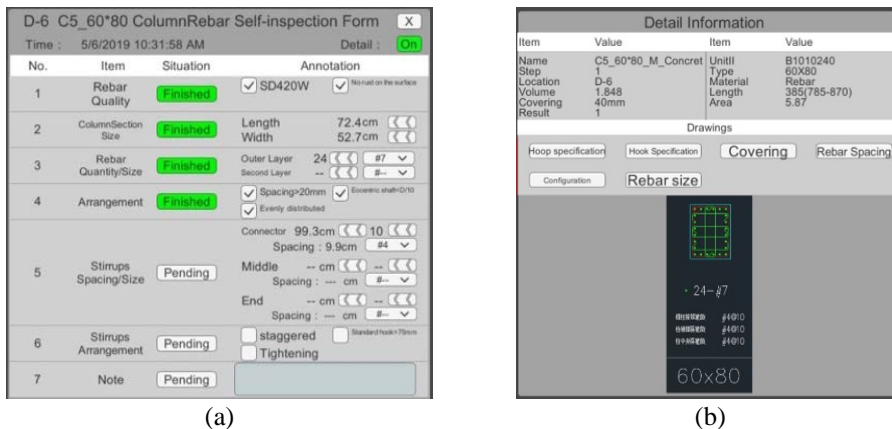 D-6 C5_60*80 ColumnRebar Self-inspection Form X
Time : 5/6/2019 10:31:58 AM Detail : On
No. Item Situation Annotation
1 Rebar Quality Finished SD420W No rust on the surface
2 ColumnSection Size Finished Length 72.4cm
Width 52.7cm
3 Rebar Quantity/Size Finished Outer Layer 24 #7
Second Layer -- #--
4 Arrangement Finished Spacing>20mm Eccentric shaft<D/10
Evenly distributed
5 Stirrups Spacing/Size Pending Connector 99.3cm 10
Spacing : 9.9cm #4
Middle -- cm --
Spacing : --- cm #--
End -- cm --
Spacing : --- cm #--
6 Stirrups Arrangement Pending staggered Standard hook>75mm
Tightening
7 Note Pending
(a)
Detail Information
Item Value Item Value
Name C5_60*80_M_Concret UnitII B1010240
Step 1 Type 60X80
Location D-6 Material Rebar
Volume 1.848 Length 385(785-870)
Covering 40mm Area 5.87
Result 1
Drawings
Hoop specification Hook Specification Covering Rebar Spacing
Configuration Rebar size
24-#7
#4@10
#4@10
#4@10
60x80
(b)